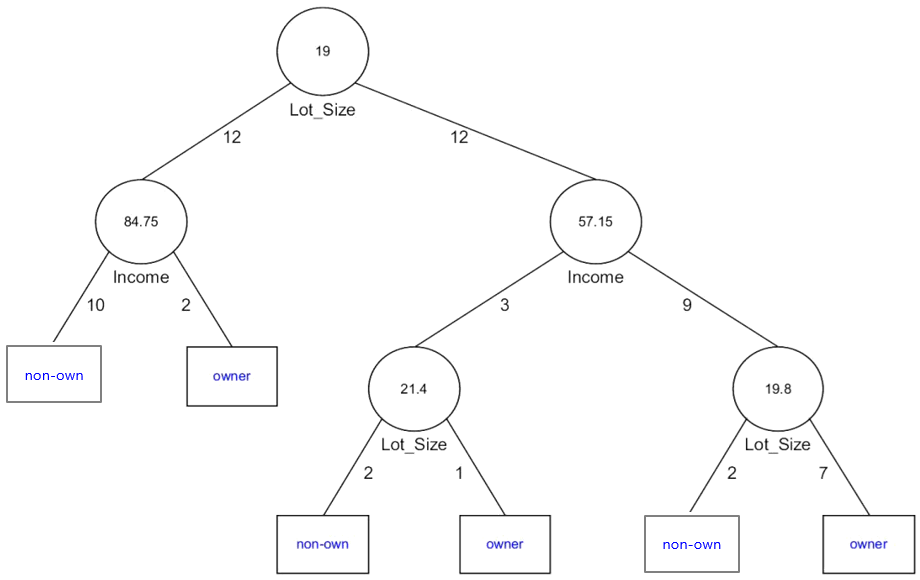 19
Lot_Size
12
12
84.75
57.15
Income
Income
10
2
3
9
non-own
owner
21.4
19.8
Lot_Size
Lot_Size
2
1
2
7
non-own
owner
non-own
owner